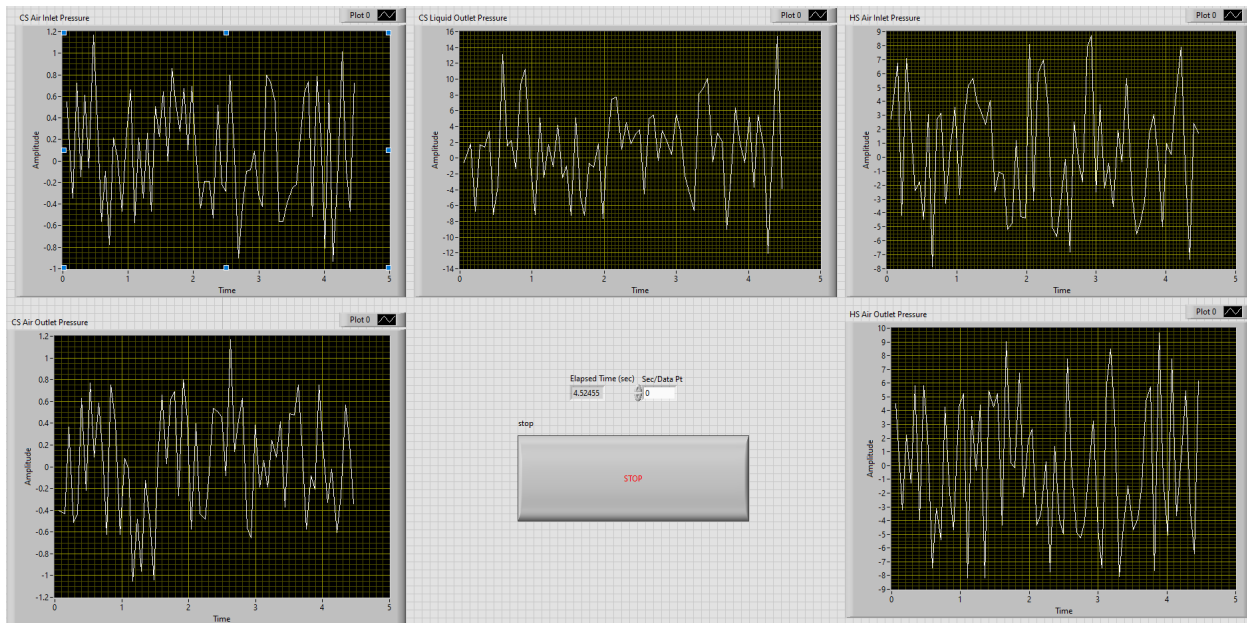 CS Air Inlet Pressure
Plot 0
1.2
1
0.8
0.6
0.4
0.2
0
-0.2
-0.4
-0.6
-0.8
-1
Amplitude
0 1 2 3 4 5
Time
CS Liquid Outlet Pressure
Plot 0
16
14
12
10
8
6
4
2
0
-2
-4
-6
-8
-10
-12
-14
Amplitude
0 1 2 3 4 5
Time
HS Air Inlet Pressure
Plot 0
9
8
7
6
5
4
3
2
1
0
-1
-2
-3
-4
-5
-6
-7
-8
Amplitude
0 1 2 3 4 5
Time
CS Air Outlet Pressure
Plot 0
1.2
1
0.8
0.6
0.4
0.2
0
-0.2
-0.4
-0.6
-0.8
-1
-1.2
Amplitude
0 1 2 3 4 5
Time
Elapsed Time (sec) Sec/Data Pt
4.52455 0
stop
STOP
HS Air Outlet Pressure
Plot 0
10
9
8
7
6
5
4
3
2
1
0
-1
-2
-3
-4
-5
-6
-7
-8
-9
Amplitude
0 1 2 3 4 5
Time